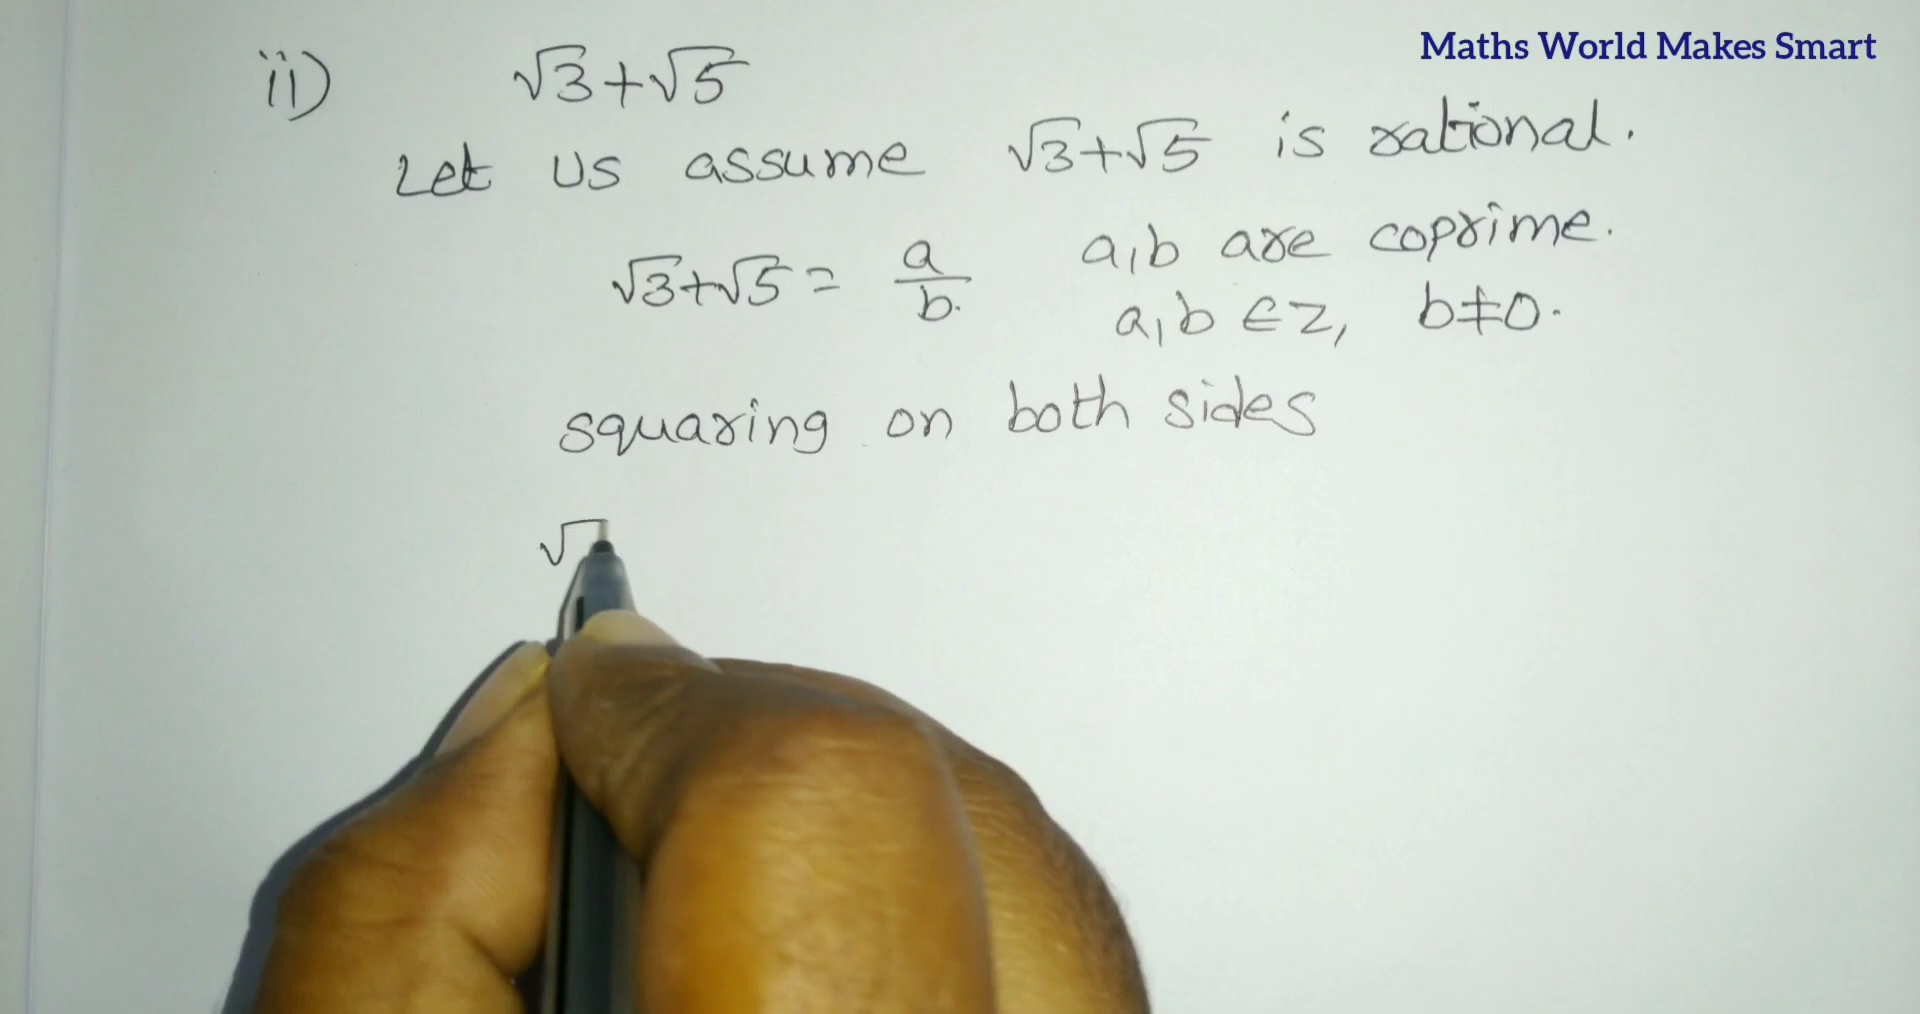 Maths World Makes Smart
ii) √3+√5
Let us assume √3+√5 is rational.
√3+√5 = a/b a,b are coprime.
a,b ∈ Z, b≠0.
squaring on both sides
√